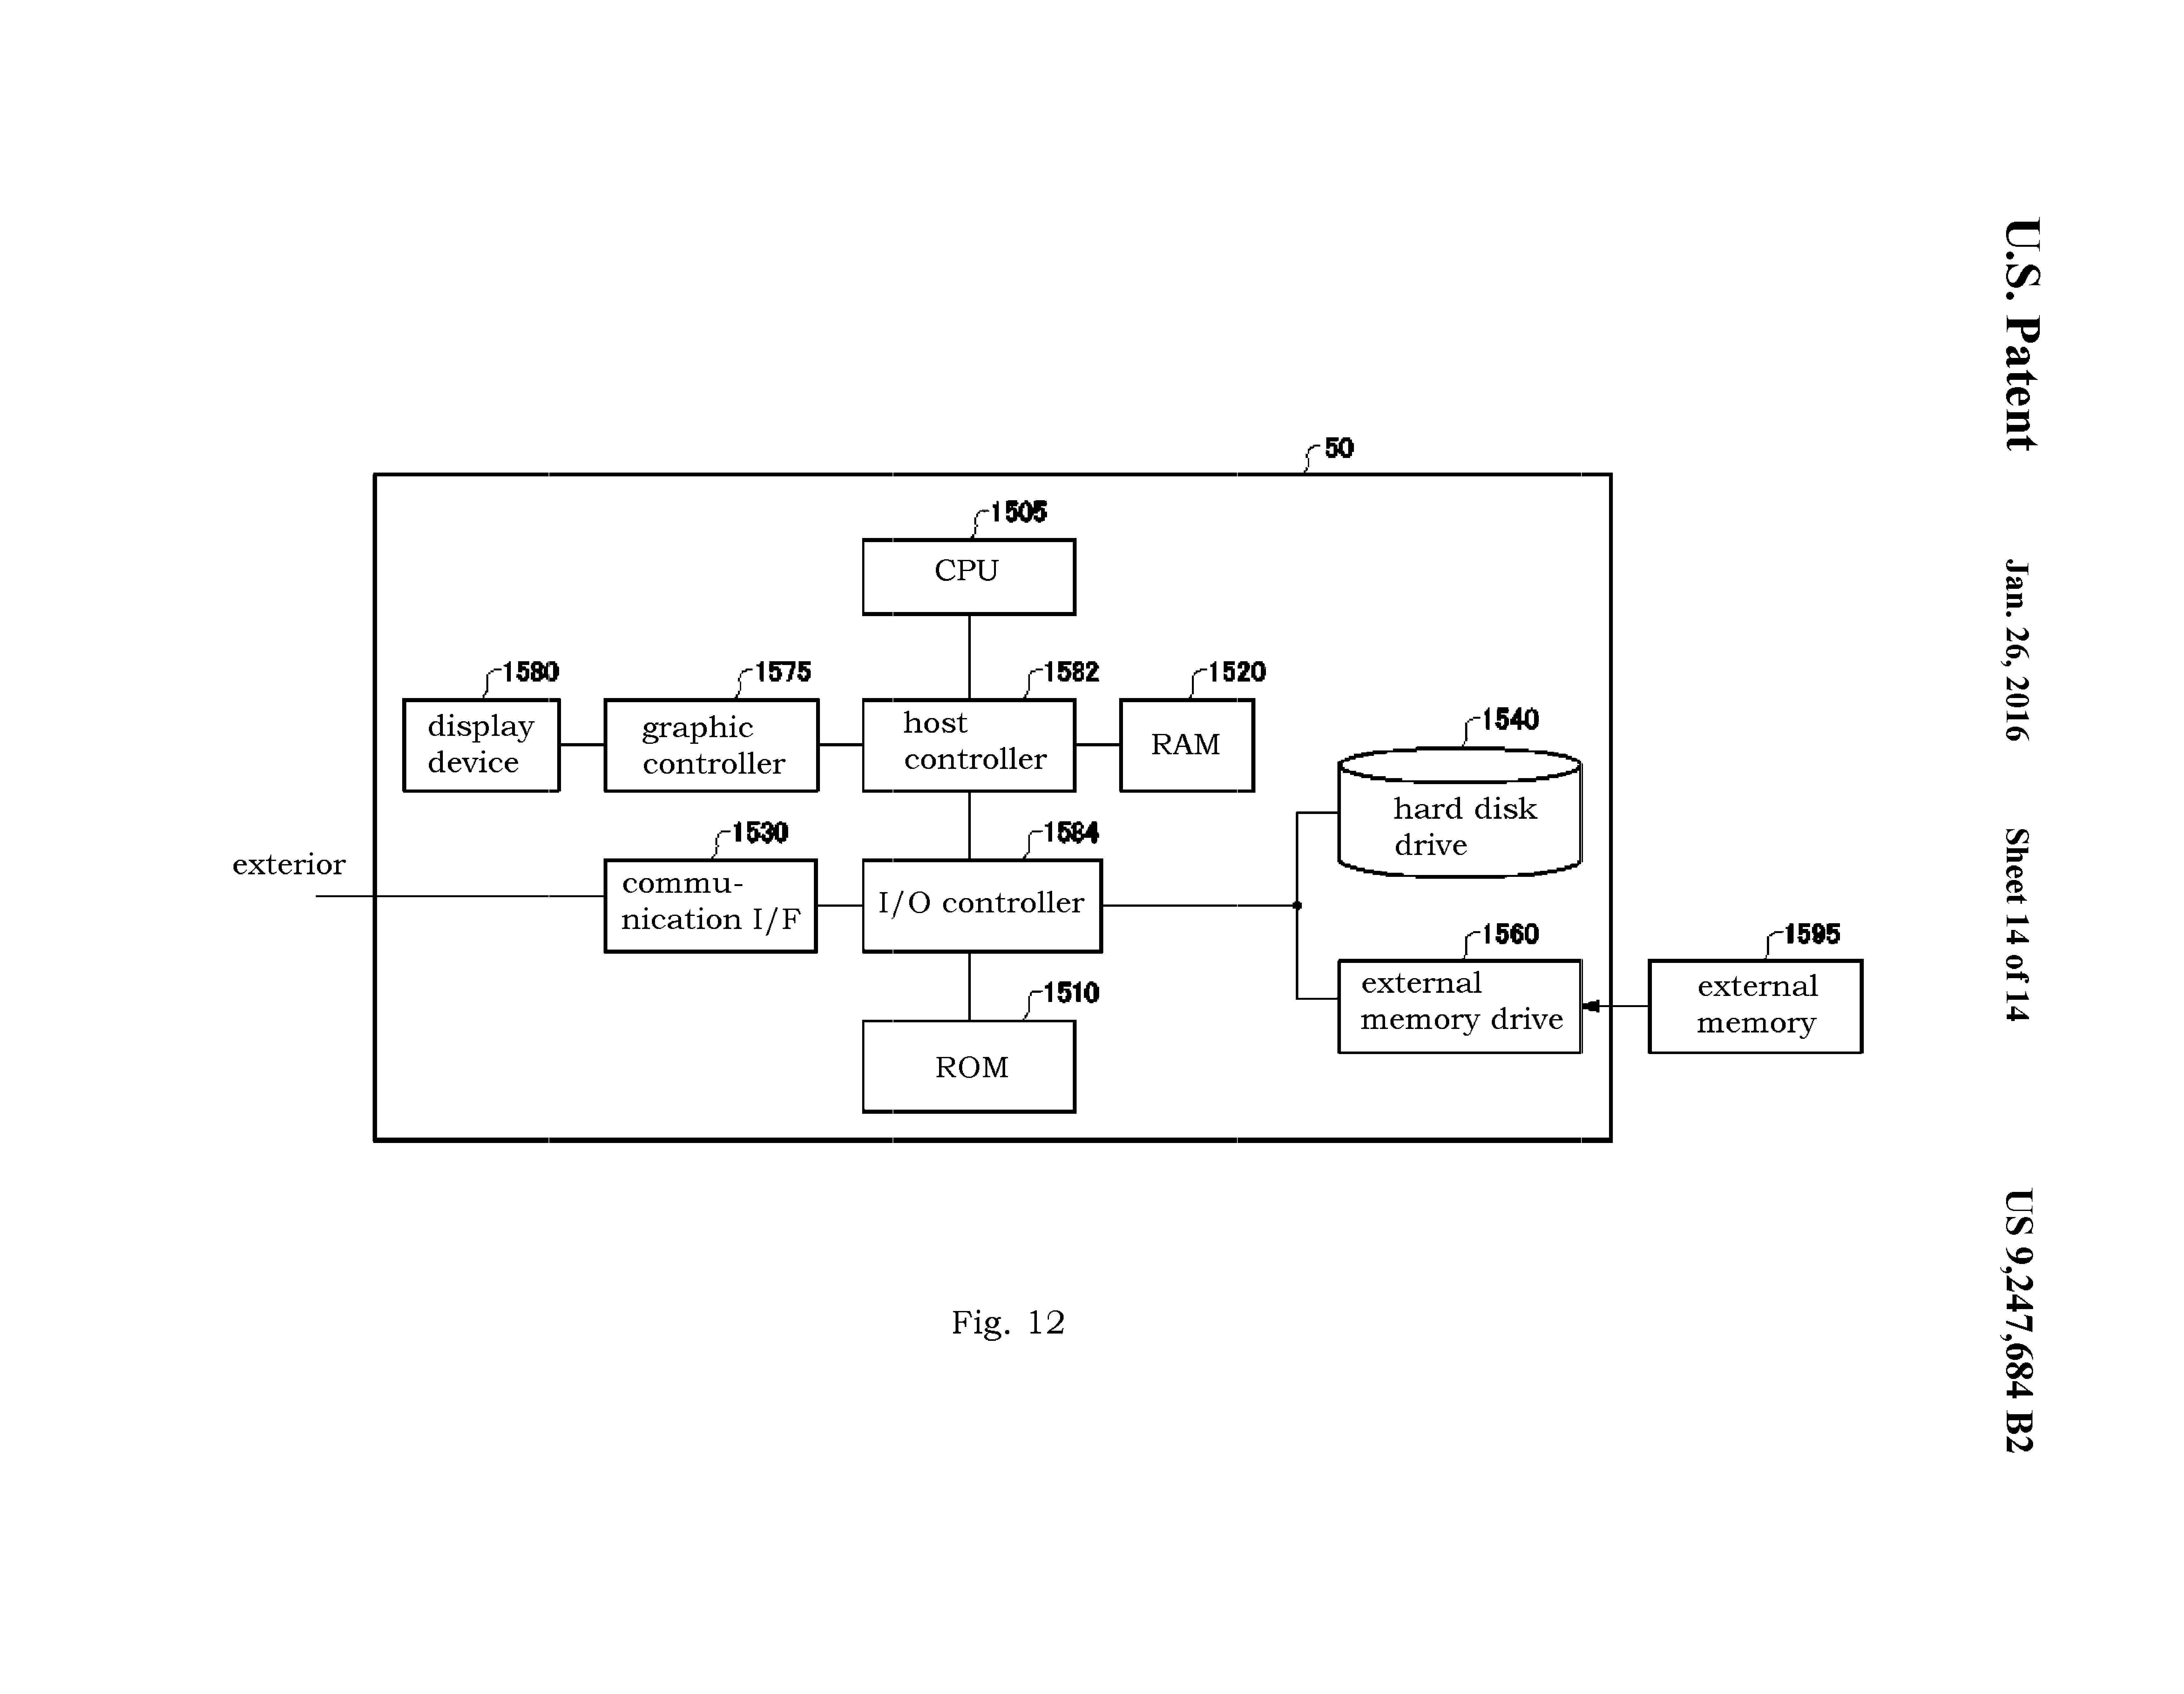 U.S. Patent Jan. 26, 2016 Sheet 14 of 14 US 9,247,684 B2
50
1505
CPU
1580
display
device
1575
graphic
controller
1582
host
controller
1520
RAM
1540
hard disk
drive
exterior
1530
commu-
nication I/F
1584
I/O controller
1560
external
memory drive
1595
external
memory
1510
ROM
Fig. 12